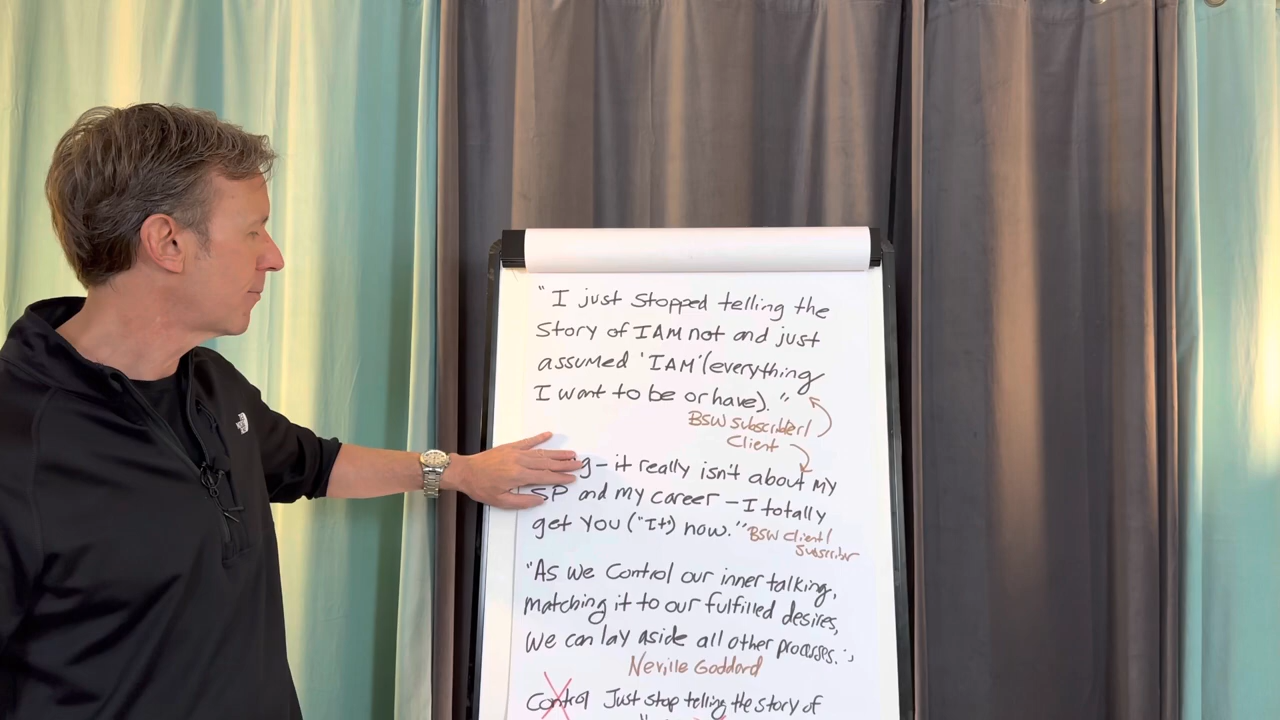 "I just stopped telling the
Story of I AM not and just
assumed 'I AM' (everything
I want to be or have)."
BSW subscriber/
Client
g - it really isn't about my
SP and my career - I totally
get You ("It") now."
BSW client/
Subscriber
"As we control our inner talking,
matching it to our fulfilled desires,
we can lay aside all other processes."
Neville Goddard
Control Just stop telling the story of